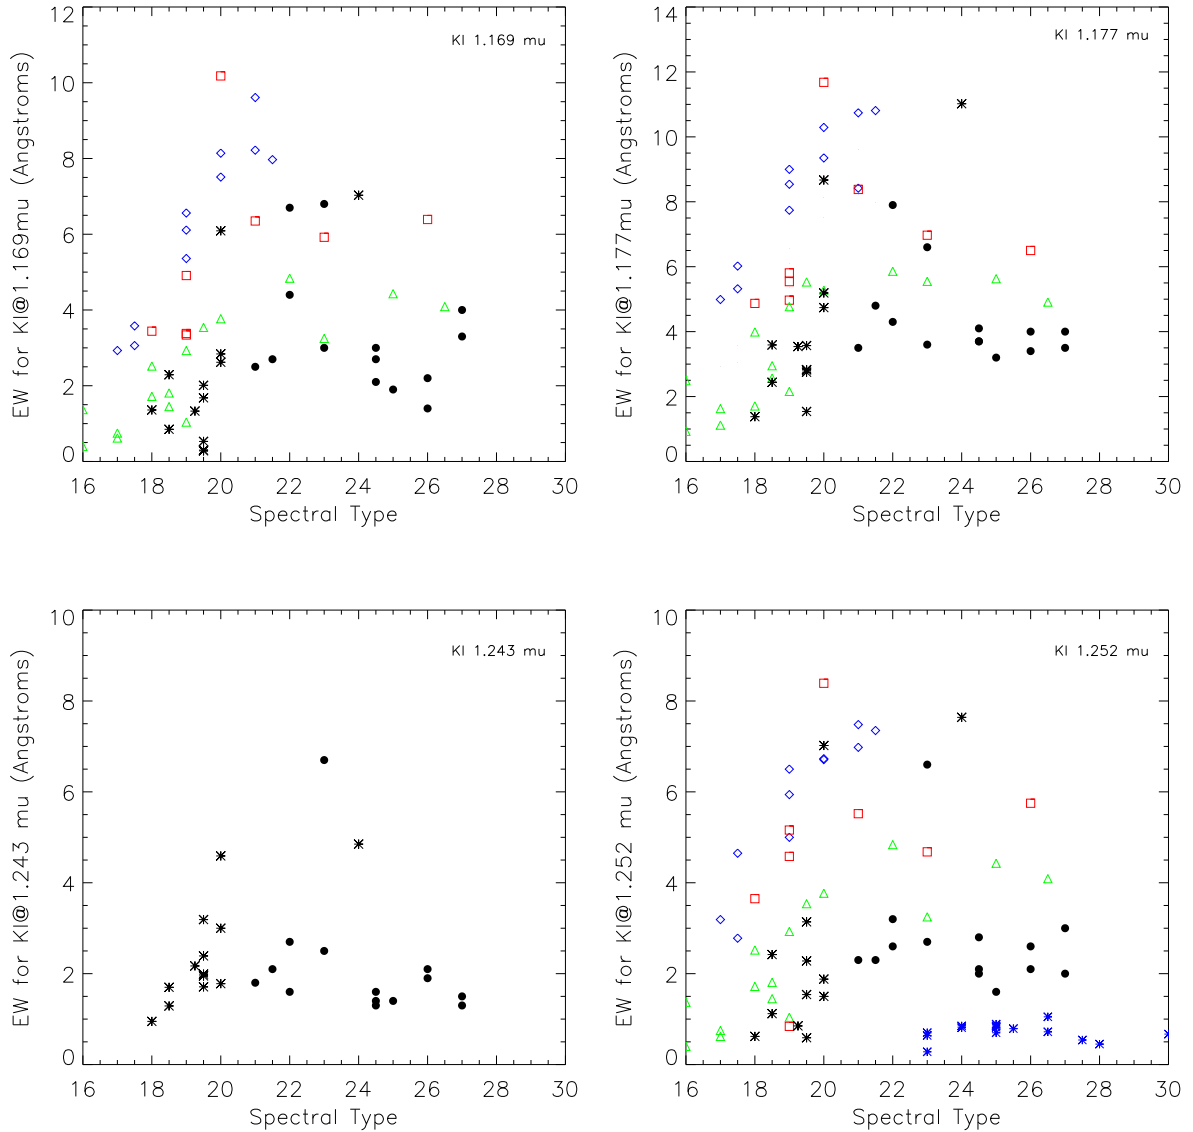 12
10
8
6
4
2
0
EW for KI@1.169mu (Angstroms)
KI 1.169 mu
16 18 20 22 24 26 28 30
Spectral Type
14
12
10
8
6
4
2
0
EW for KI@1.177mu (Angstroms)
KI 1.177 mu
16 18 20 22 24 26 28 30
Spectral Type
10
8
6
4
2
0
EW for KI@1.243 mu (Angstroms)
KI 1.243 mu
16 18 20 22 24 26 28 30
Spectral Type
10
8
6
4
2
0
EW for KI@1.252 mu (Angstroms)
KI 1.252 mu
16 18 20 22 24 26 28 30
Spectral Type